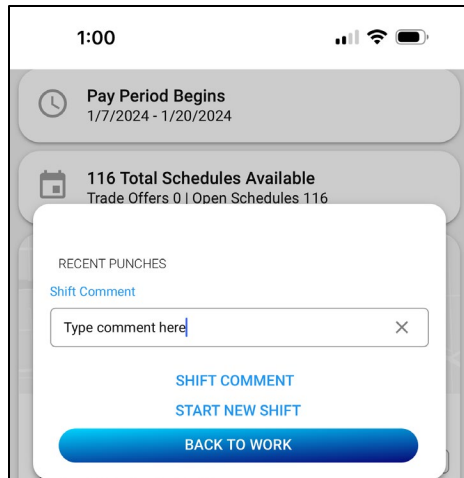 1:00
Pay Period Begins
1/7/2024 - 1/20/2024
116 Total Schedules Available
Trade Offers 0 | Open Schedules 116
RECENT PUNCHES
Shift Comment
Type comment here
SHIFT COMMENT
START NEW SHIFT
BACK TO WORK